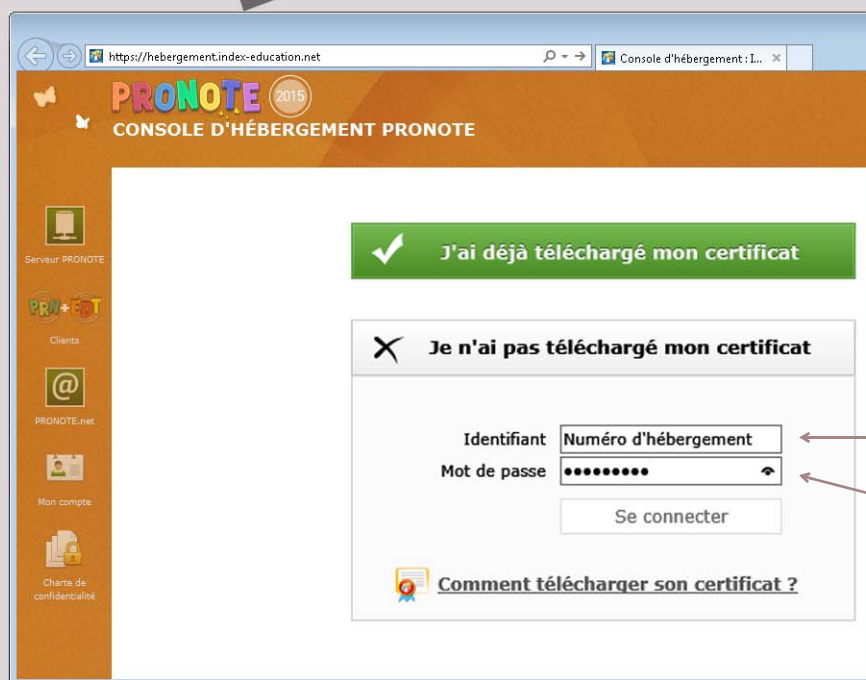 https://hebergement.index-education.net
Console d'hébergement : I...
PRONOTE 2015
CONSOLE D'HÉBERGEMENT PRONOTE
Serveur PRONOTE
PRN+EDT
Clients
@
PRONOTE.net
Mon compte
Charte de
confidentialité
J'ai déjà téléchargé mon certificat
Je n'ai pas téléchargé mon certificat
Identifiant Numéro d'hébergement
Mot de passe •••••••••
Se connecter
Comment télécharger son certificat ?